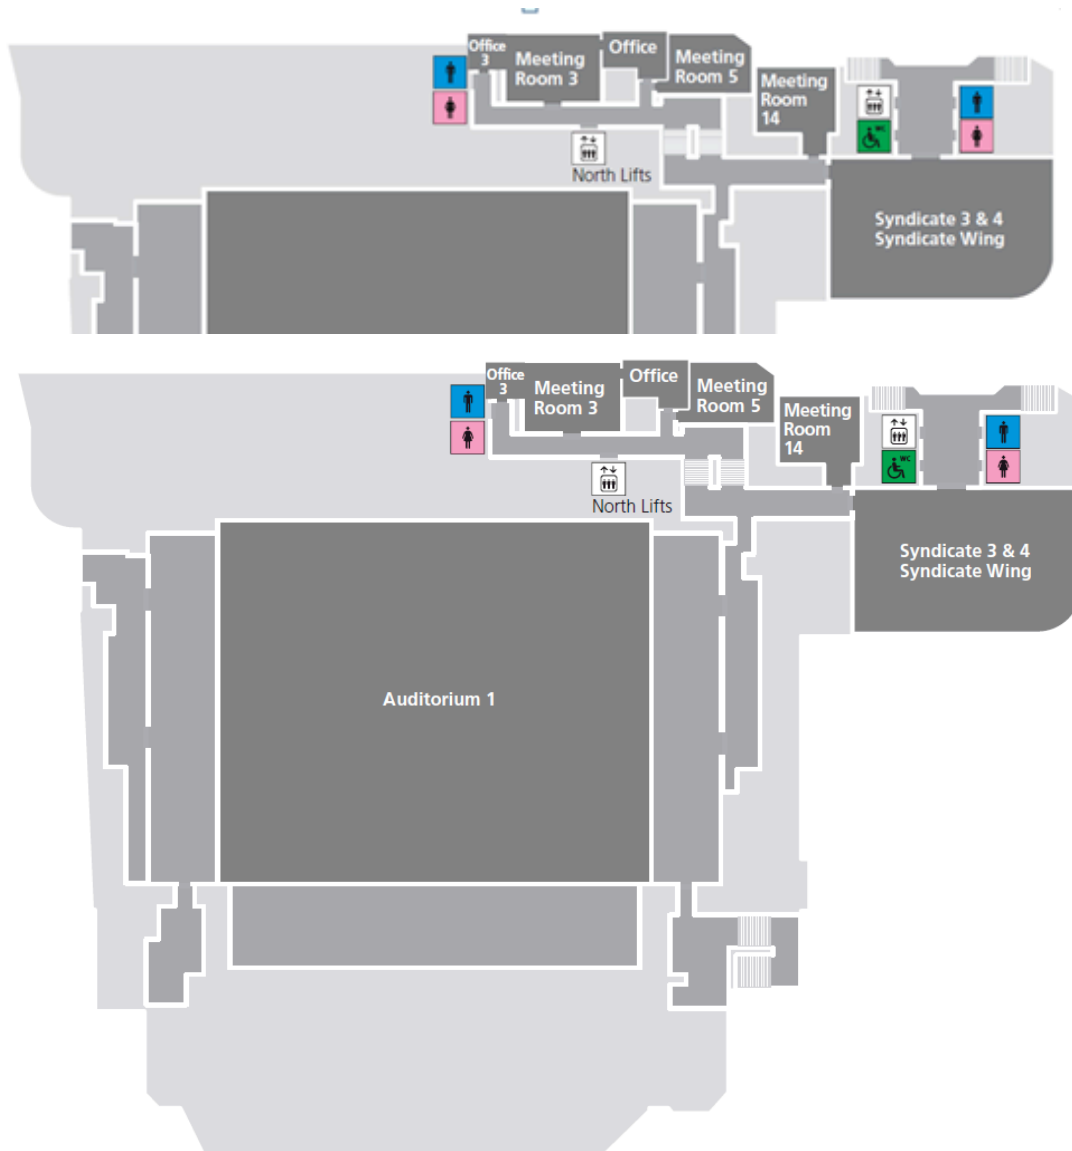 Office
3
Meeting
Room 3
Office
Meeting
Room 5
Meeting
Room
14
WC
North Lifts
Syndicate 3 & 4
Syndicate Wing
Office
3
Meeting
Room 3
Office
Meeting
Room 5
Meeting
Room
14
WC
North Lifts
Syndicate 3 & 4
Syndicate Wing
Auditorium 1